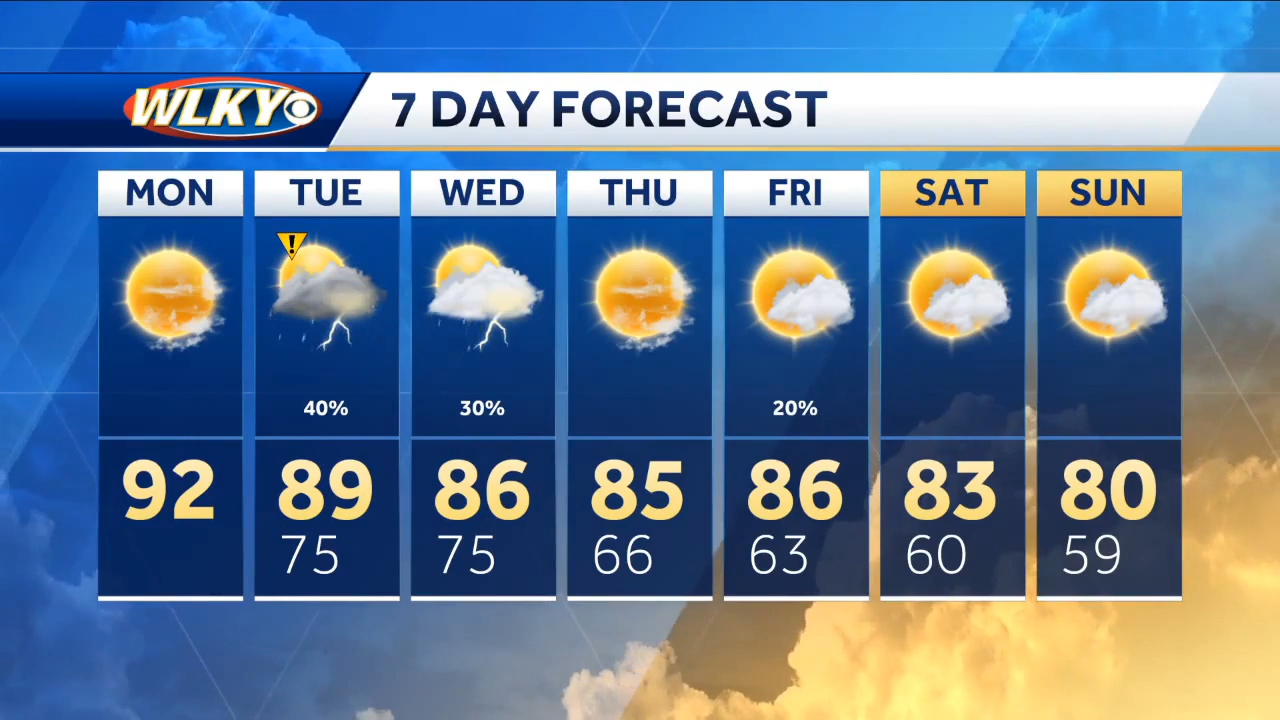 WLKY
7 DAY FORECAST
MON TUE WED THU FRI SAT SUN
!
40% 30% 20%
92 89 86 85 86 83 80
75 75 66 63 60 59